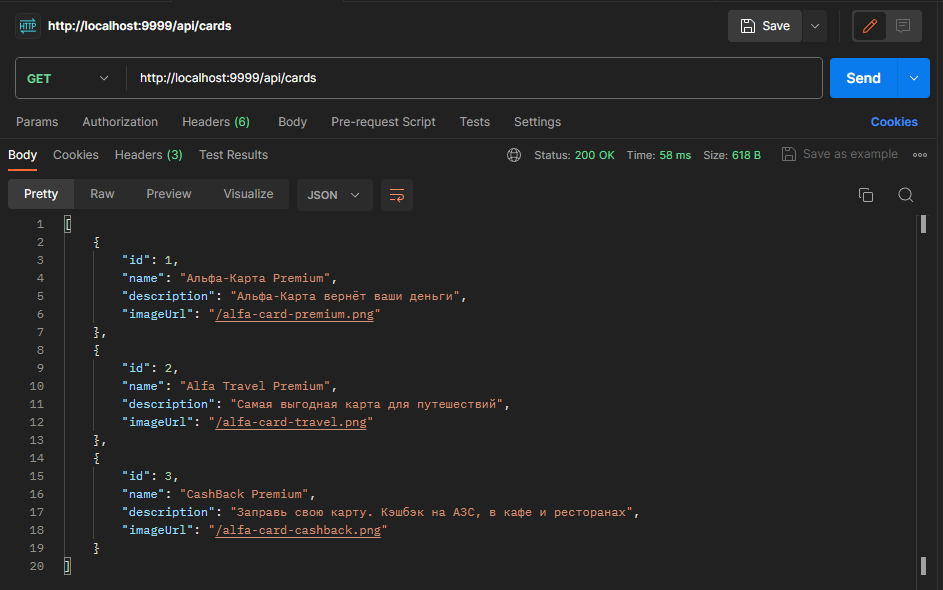 HTTP http://localhost:9999/api/cards Save
GET http://localhost:9999/api/cards Send
Params Authorization Headers (6) Body Pre-request Script Tests Settings Cookies
Body Cookies Headers (3) Test Results Status: 200 OK Time: 58 ms Size: 618 B Save as example
Pretty Raw Preview Visualize JSON
1 [
2 {
3 "id": 1,
4 "name": "Альфа-Карта Premium",
5 "description": "Альфа-Карта вернёт ваши деньги",
6 "imageUrl": "/alfa-card-premium.png"
7 },
8 {
9 "id": 2,
10 "name": "Alfa Travel Premium",
11 "description": "Самая выгодная карта для путешествий",
12 "imageUrl": "/alfa-card-travel.png"
13 },
14 {
15 "id": 3,
16 "name": "CashBack Premium",
17 "description": "Заправь свою карту. Кэшбэк на АЗС, в кафе и ресторанах",
18 "imageUrl": "/alfa-card-cashback.png"
19 }
20 ]